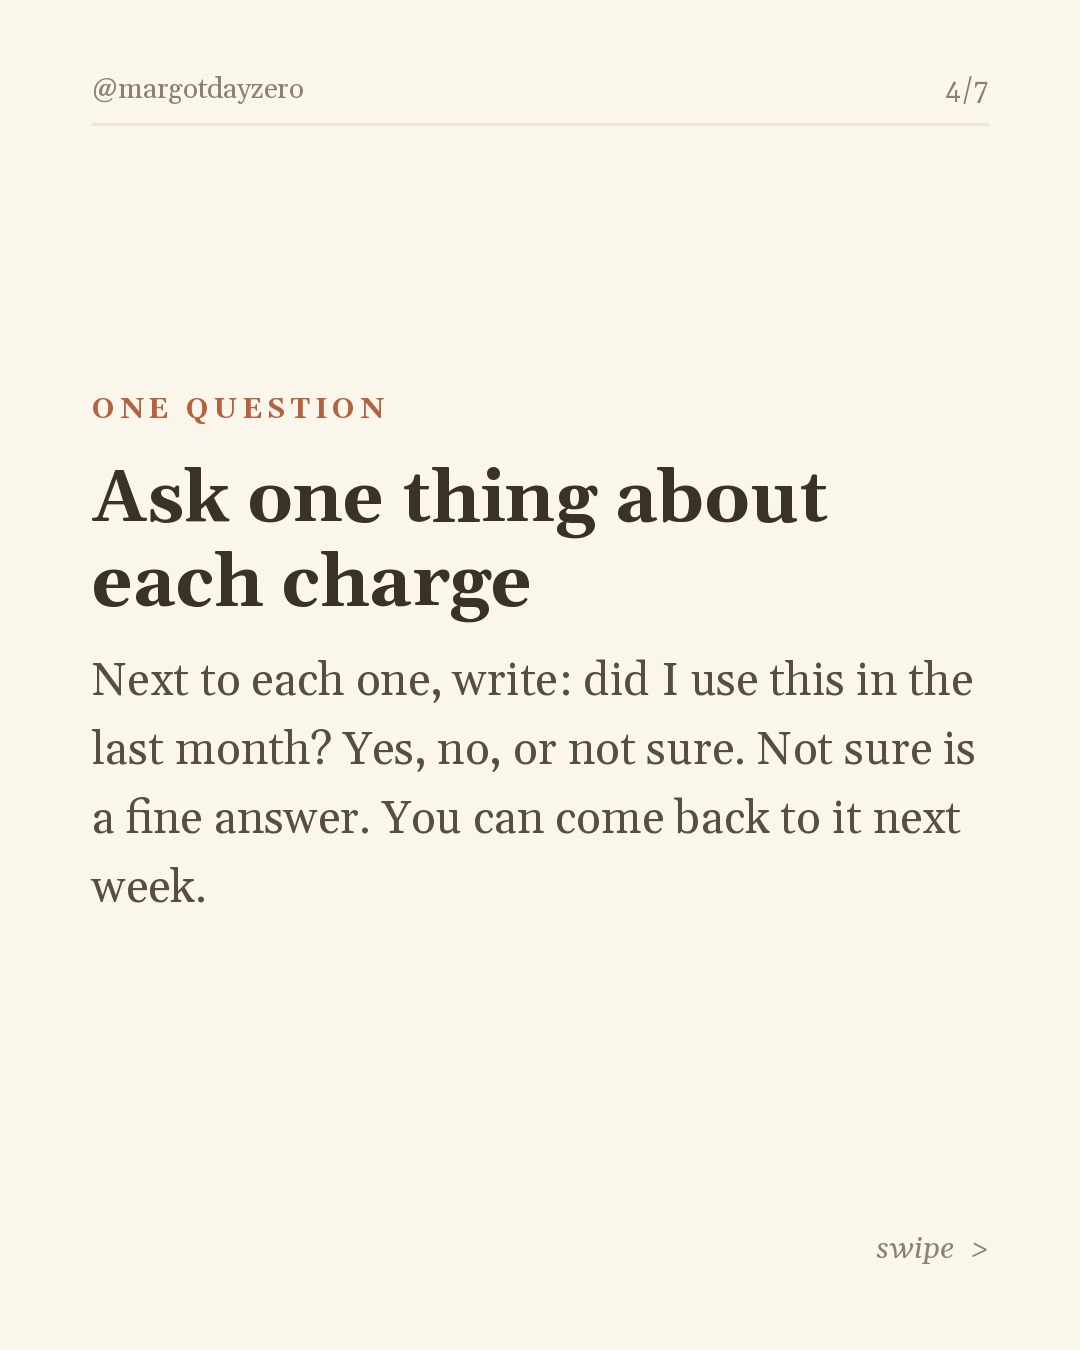 @margotdayzero
4/7
ONE QUESTION
Ask one thing about
each charge
Next to each one, write: did I use this in the
last month? Yes, no, or not sure. Not sure is
a fine answer. You can come back to it next
week.
swipe >